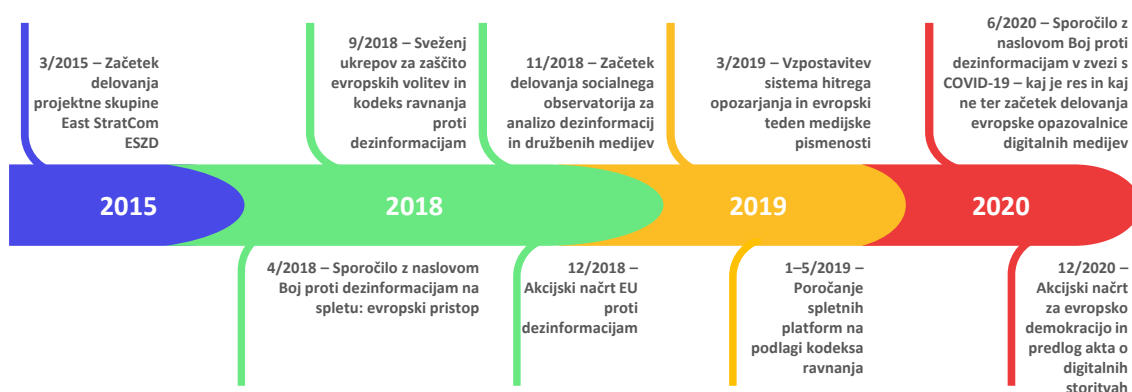 3/2015 – Začetek
delovanja
projektne skupine
East StratCom
ESZD
9/2018 – Sveženj
ukrepov za zaščito
evropskih volitev in
kodeks ravnanja
proti
dezinformacijam
11/2018 – Začetek
delovanja socialnega
observatorija za
analizo dezinformacij
in družbenih medijev
3/2019 – Vzpostavitev
sistema hitrega
opozarjanja in evropski
teden medijske
pismenosti
6/2020 – Sporočilo z
naslovom Boj proti
dezinformacijam v zvezi s
COVID-19 – kaj je res in kaj
ne ter začetek delovanja
evropske opazovalnice
digitalnih medijev
2015
2018
2019
2020
4/2018 – Sporočilo z naslovom
Boj proti dezinformacijam na
spletu: evropski pristop
12/2018 –
Akcijski načrt EU
proti
dezinformacijam
1–5/2019 –
Poročanje
spletnih
platform na
podlagi kodeksa
ravnanja
12/2020 –
Akcijski načrt
za evropsko
demokracijo in
predlog akta o
digitalnih
storitvah